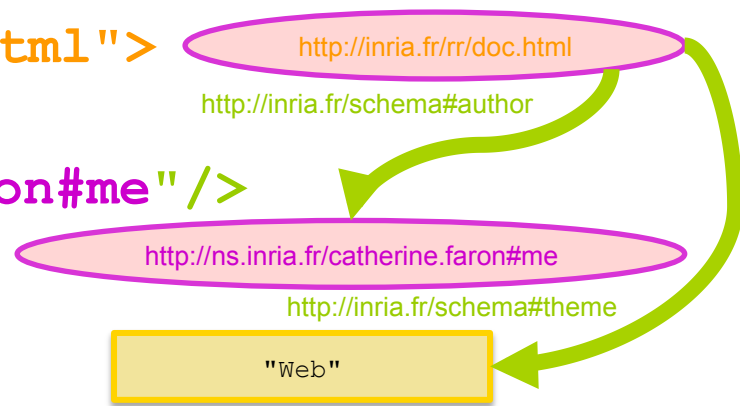 tml"> http://inria.fr/rr/doc.html
http://inria.fr/schema#author
on#me"/>
http://ns.inria.fr/catherine.faron#me
http://inria.fr/schema#theme
"Web"